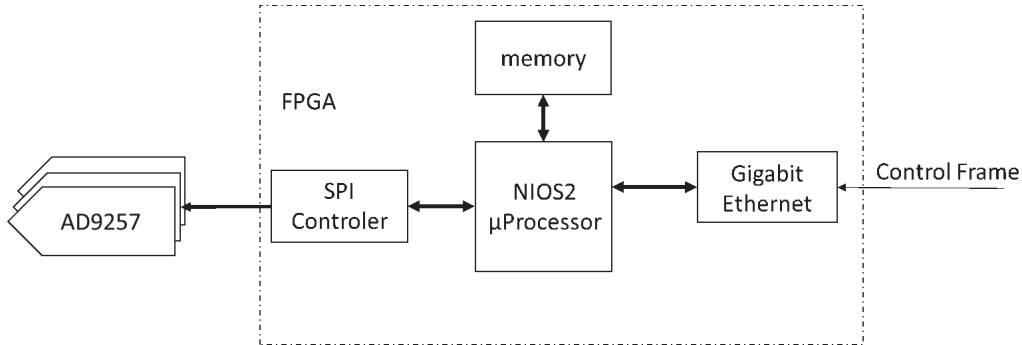 memory
FPGA
AD9257
SPI
Controler
NIOS2
µProcessor
Gigabit
Ethernet
Control Frame